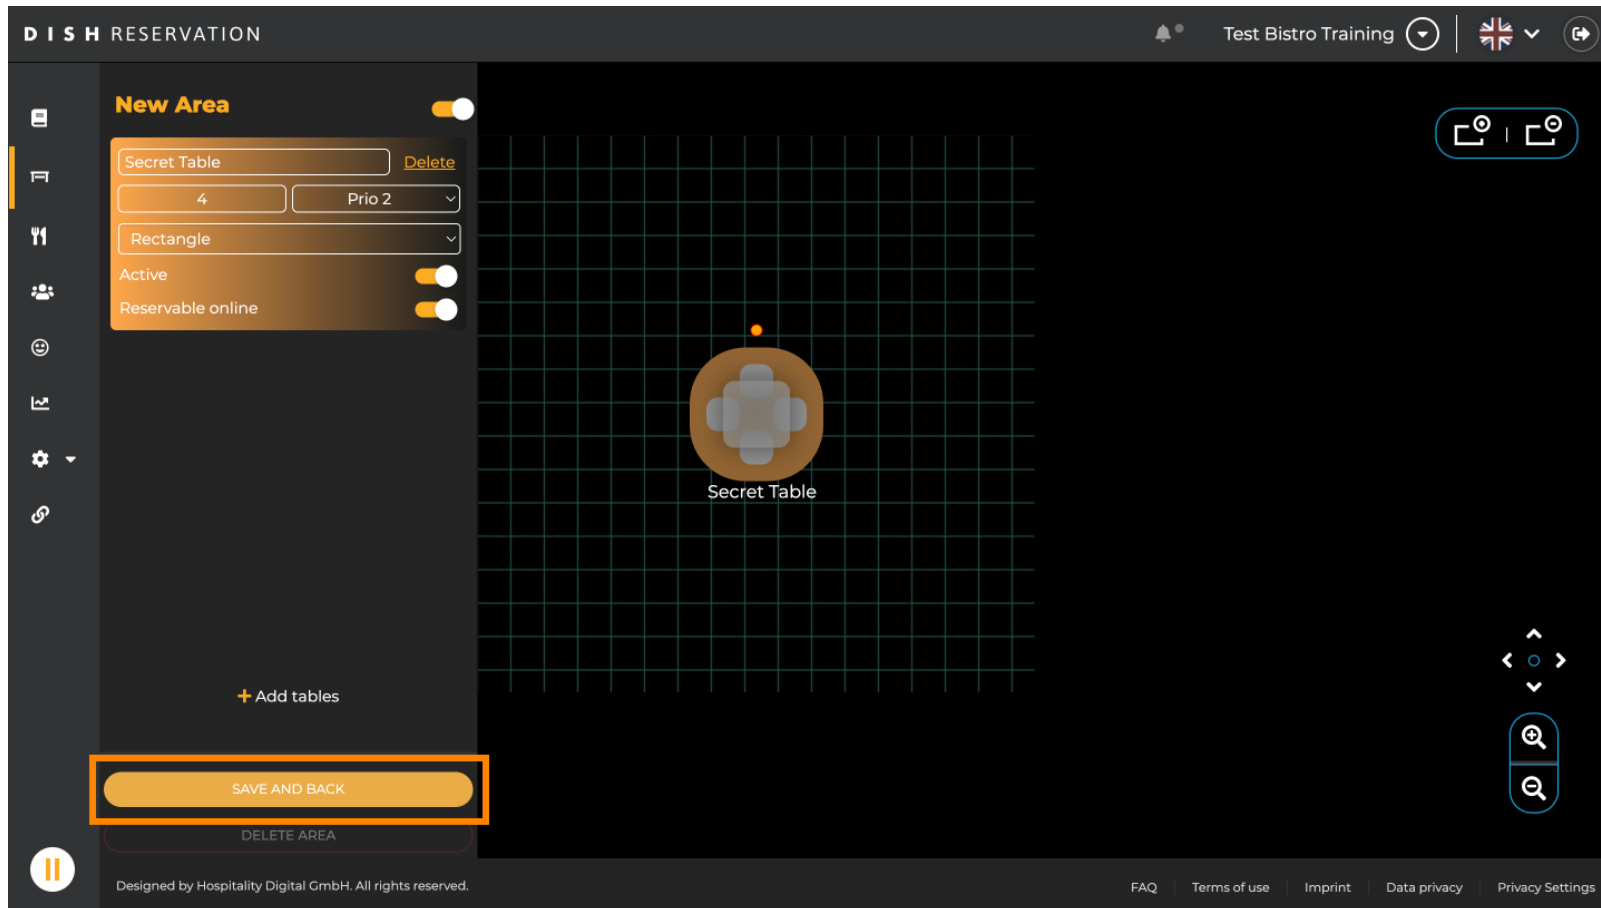 DISH RESERVATION
Test Bistro Training
New Area
Secret Table Delete
4 Prio 2
Rectangle
Active
Reservable online
Secret Table
Add tables
SAVE AND BACK
DELETE AREA
Designed by Hospitality Digital GmbH. All rights reserved.
FAQ Terms of use Imprint Data privacy Privacy Settings